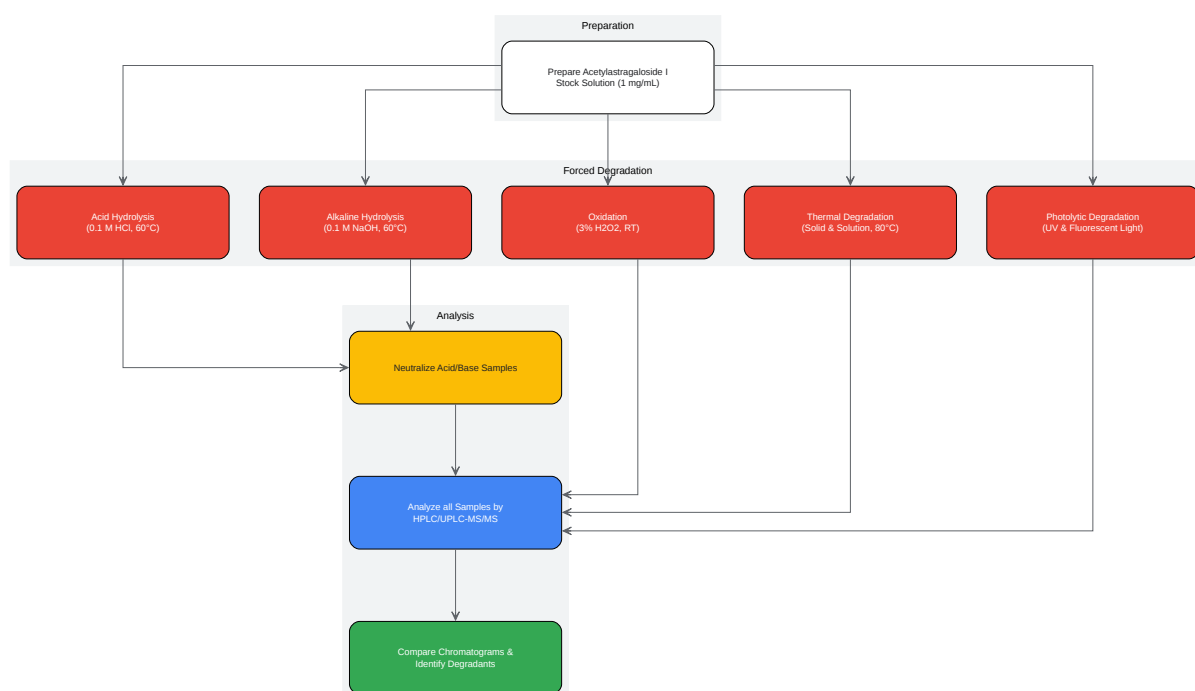 Preparation
Prepare Acetylastragaloside I
Stock Solution (1 mg/mL)
Forced Degradation
Acid Hydrolysis
(0.1 M HCl, 60°C)
Alkaline Hydrolysis
(0.1 M NaOH, 60°C)
Oxidation
(3% H2O2, RT)
Thermal Degradation
(Solid & Solution, 80°C)
Photolytic Degradation
(UV & Fluorescent Light)
Analysis
Neutralize Acid/Base Samples
Analyze all Samples by
HPLC/UPLC-MS/MS
Compare Chromatograms &
Identify Degradants